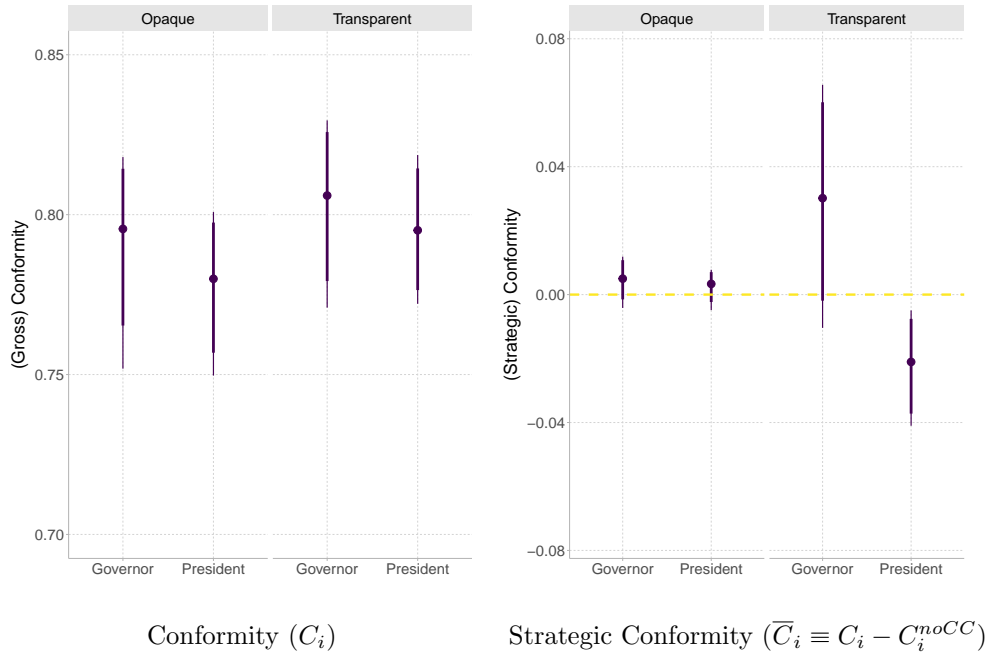 Opaque
Transparent
(Gross) Conformity
0.85
0.80
0.75
0.70
Governor
President
Governor
President
Conformity (C_i)
Opaque
Transparent
(Strategic) Conformity
0.08
0.04
0.00
−0.04
−0.08
Governor
President
Governor
President
Strategic Conformity (C̅_i ≡ C_i − C_i^{noCC})